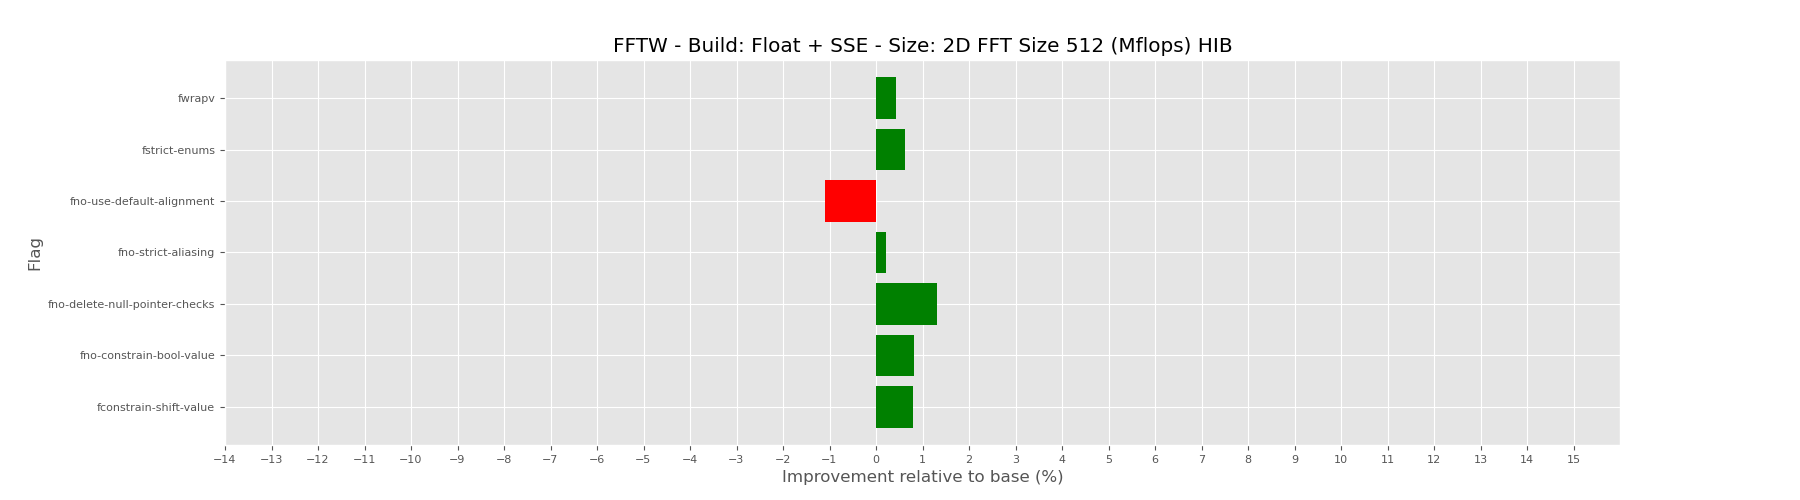 FFTW - Build: Float + SSE - Size: 2D FFT Size 512 (Mflops) HIB
Flag
fwrapv
fstrict-enums
fno-use-default-alignment
fno-strict-aliasing
fno-delete-null-pointer-checks
fno-constrain-bool-value
fconstrain-shift-value
−14 −13 −12 −11 −10 −9 −8 −7 −6 −5 −4 −3 −2 −1 0 1 2 3 4 5 6 7 8 9 10 11 12 13 14 15
Improvement relative to base (%)